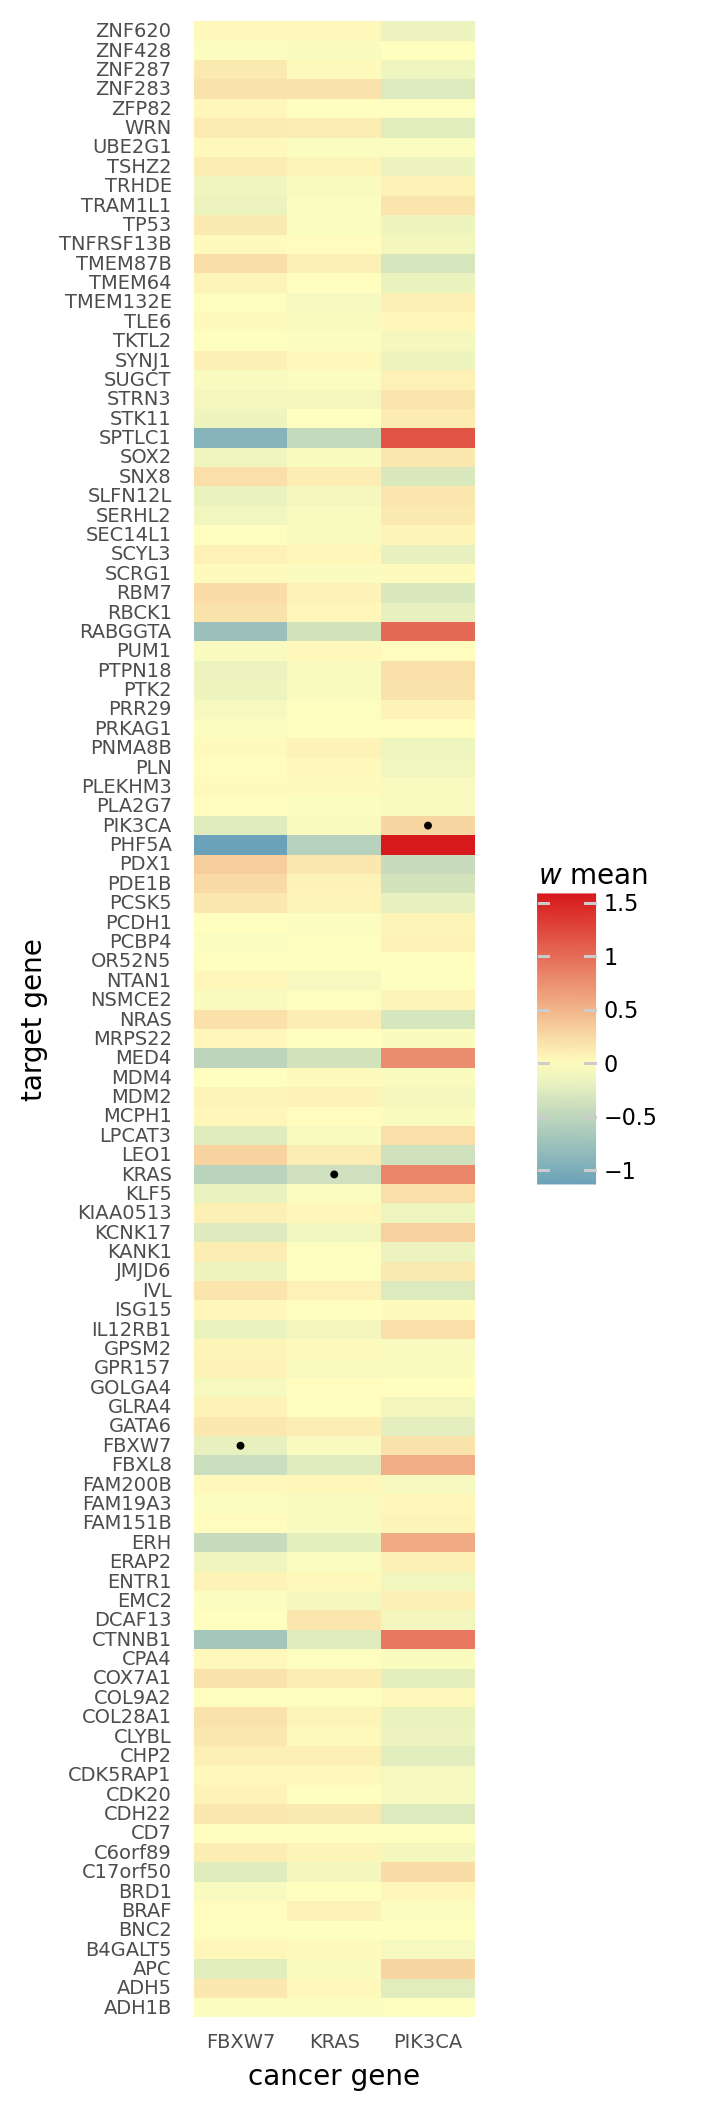 ZNF620
ZNF428
ZNF287
ZNF283
ZFP82
WRN
UBE2G1
TSHZ2
TRHDE
TRAM1L1
TP53
TNFRSF13B
TMEM87B
TMEM64
TMEM132E
TLE6
TKTL2
SYNJ1
SUGCT
STRN3
STK11
SPTLC1
SOX2
SNX8
SLFN12L
SERHL2
SEC14L1
SCYL3
SCRG1
RBM7
RBCK1
RABGGTA
PUM1
PTPN18
PTK2
PRR29
PRKAG1
PNMA8B
PLN
PLEKHM3
PLA2G7
PIK3CA
PHF5A
PDX1
PDE1B
PCSK5
PCDH1
PCBP4
OR52N5
NTAN1
NSMCE2
NRAS
MRPS22
MED4
MDM4
MDM2
MCPH1
LPCAT3
LEO1
KRAS
KLF5
KIAA0513
KCNK17
KANK1
JMJD6
IVL
ISG15
IL12RB1
GPSM2
GPR157
GOLGA4
GLRA4
GATA6
FBXW7
FBXL8
FAM200B
FAM19A3
FAM151B
ERH
ERAP2
ENTR1
EMC2
DCAF13
CTNNB1
CPA4
COX7A1
COL9A2
COL28A1
CLYBL
CHP2
CDK5RAP1
CDK20
CDH22
CD7
C6orf89
C17orf50
BRD1
BRAF
BNC2
B4GALT5
APC
ADH5
ADH1B
target gene
FBXW7 KRAS PIK3CA
cancer gene
w mean
1.5
1
0.5
0
−0.5
−1